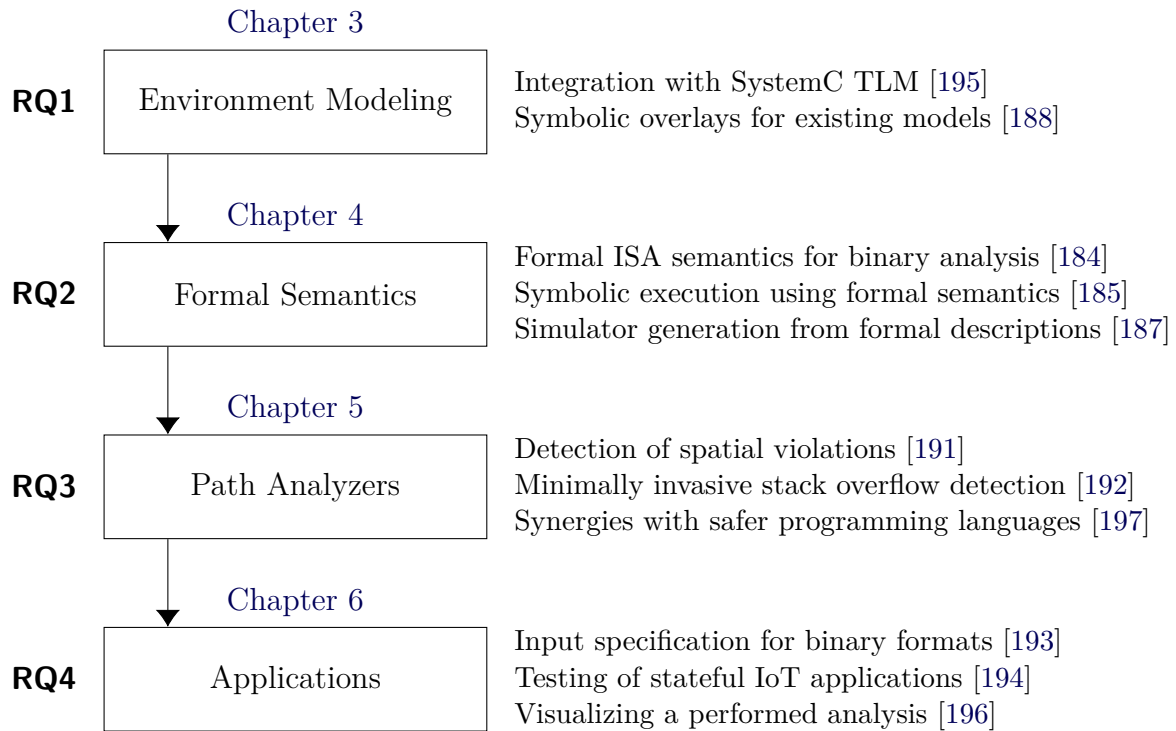 Chapter 3
RQ1
Environment Modeling
Integration with SystemC TLM [195]
Symbolic overlays for existing models [188]
Chapter 4
RQ2
Formal Semantics
Formal ISA semantics for binary analysis [184]
Symbolic execution using formal semantics [185]
Simulator generation from formal descriptions [187]
Chapter 5
RQ3
Path Analyzers
Detection of spatial violations [191]
Minimally invasive stack overflow detection [192]
Synergies with safer programming languages [197]
Chapter 6
RQ4
Applications
Input specification for binary formats [193]
Testing of stateful IoT applications [194]
Visualizing a performed analysis [196]